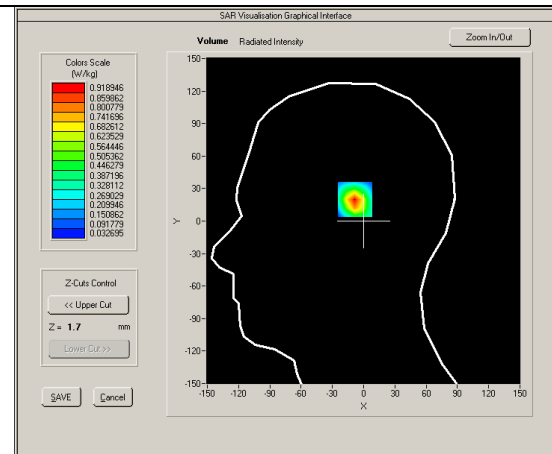 SAR Visualisation Graphical Interface
Volume Radiated Intensity
Zoom In/Out
Colors Scale
(W/kg)
0.918946
0.859862
0.800779
0.741696
0.682612
0.623529
0.564446
0.505362
0.446279
0.387196
0.328112
0.269029
0.209946
0.150862
0.091779
0.032695
Z-Cuts Control
<< Upper Cut
Z = 1.7 mm
Lower Cut >>
SAVE Cancel
150
120
90
60
30
0
-30
-60
-90
-120
-150
Y
-150 -120 -90 -60 -30 0 30 60 90 120 150
X